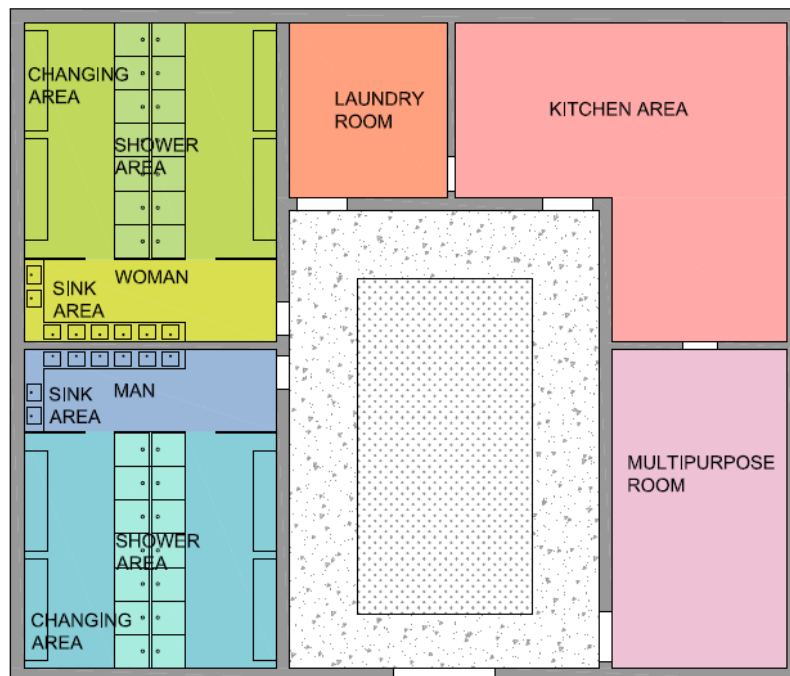 CHANGING
AREA
LAUNDRY
ROOM
KITCHEN AREA
SHOWER
AREA
WOMAN
SINK
AREA
SINK
AREA
MAN
MULTIPURPOSE
ROOM
SHOWER
AREA
CHANGING
AREA